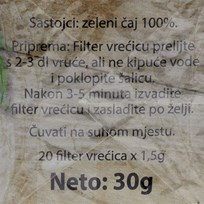 Sastojci: zeleni čaj 100%.
Priprema: Filter vrećicu prelijte
s 2-3 dl vruće, ali ne kipuće vode
i poklopite šalicu.
Nakon 3-5 minuta izvadite
filter vrećicu i zasladite po želji.
Čuvati na suhom mjestu.
20 filter vrećica x 1,5g
Neto: 30g